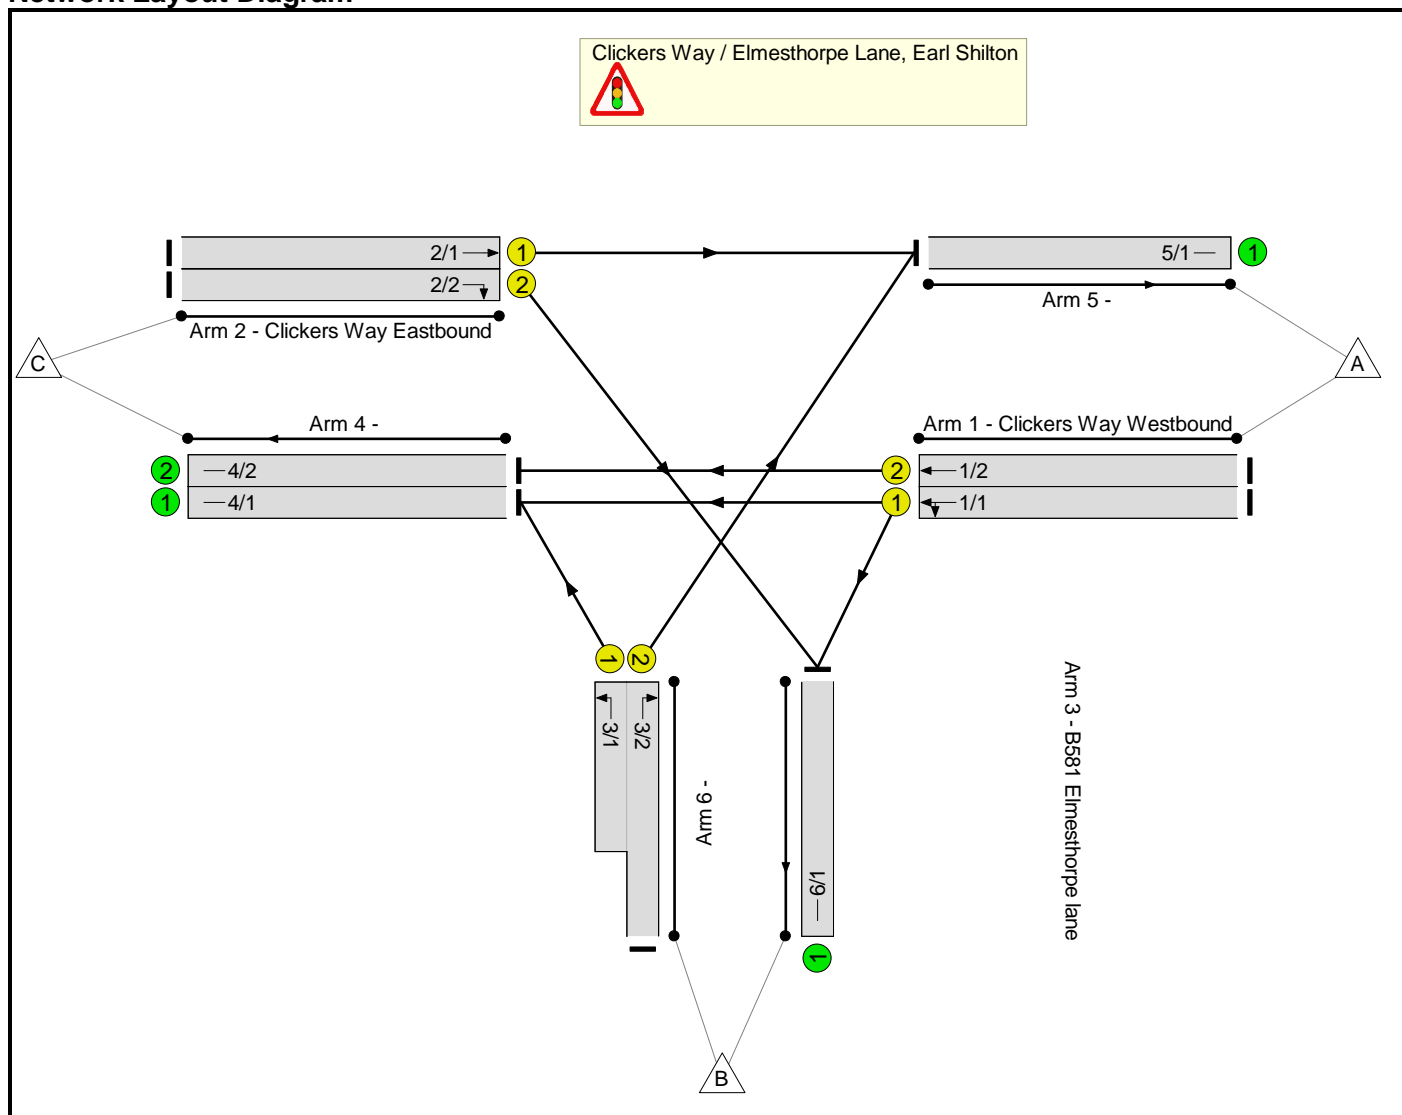 Network Layout Diagram
Clickers Way / Elmesthorpe Lane, Earl Shilton
2/1
1
5/1
1
2/2
2
Arm 5 -
Arm 2 - Clickers Way Eastbound
C
A
Arm 4 -
Arm 1 - Clickers Way Westbound
2
4/2
2
1/2
1
4/1
1
1/1
1
2
3/1
3/2
Arm 6 -
6/1
1
Arm 3 - B581 Elmesthorpe lane
B